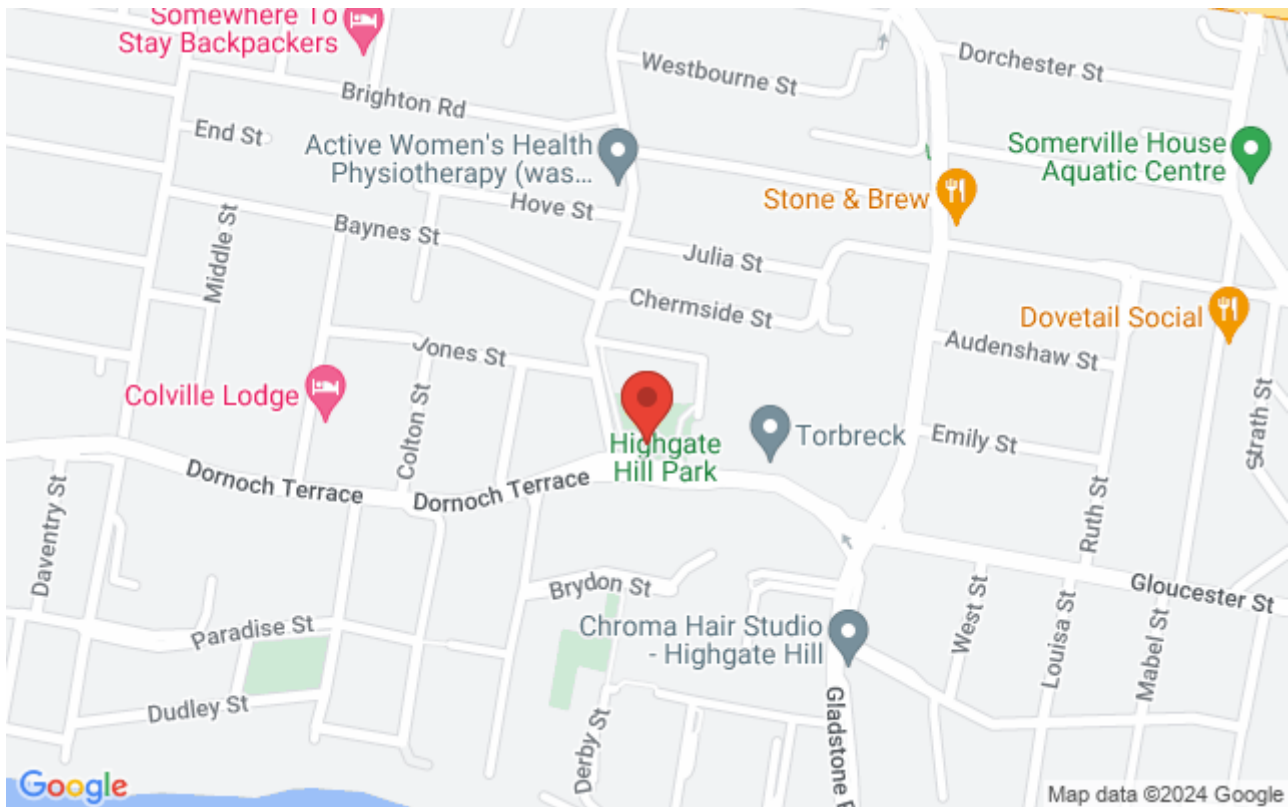 Somewhere To
Stay Backpackers
Westbourne St
Dorchester St
Brighton Rd
End St
Active Women's Health
Physiotherapy (was...
Somerville House
Aquatic Centre
Hove St
Stone & Brew
Baynes St
Middle St
Julia St
Chermside St
Dovetail Social
Jones St
Audenshaw St
Colville Lodge
Colton St
Highgate
Hill Park
Torbreck
Emily St
Strath St
Dornoch Terrace
Dornoch Terrace
Daventry St
Ruth St
Brydon St
Gloucester St
Paradise St
Chroma Hair Studio
- Highgate Hill
West St
Louisa St
Mabel St
Dudley St
Derby St
Gladstone
Google
Map data ©2024 Google